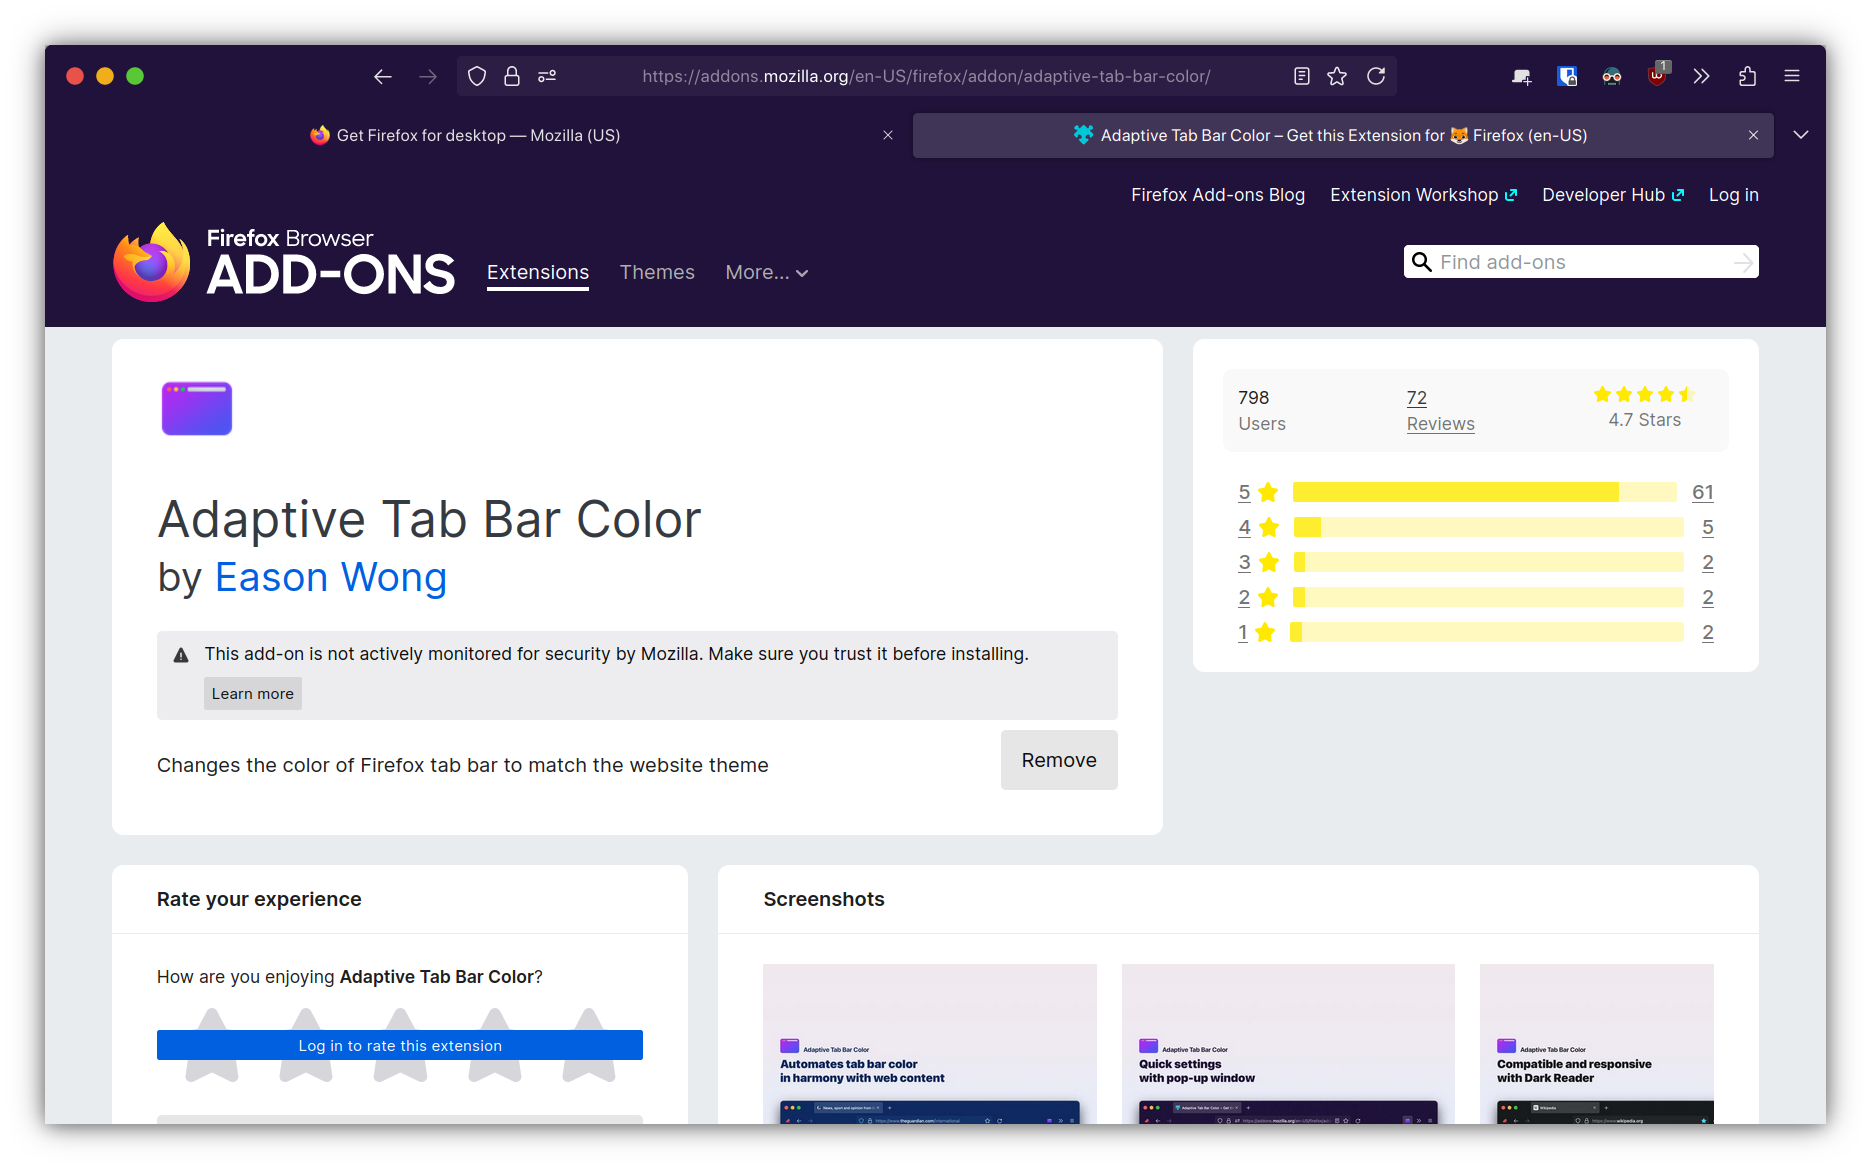 https://addons.mozilla.org/en-US/firefox/addon/adaptive-tab-bar-color/
1
Get Firefox for desktop — Mozilla (US)
Adaptive Tab Bar Color – Get this Extension for 🦊 Firefox (en-US)
Firefox Add-ons Blog
Extension Workshop
Developer Hub
Log in
Firefox Browser
ADD-ONS
Extensions
Themes
More...
Find add-ons
Adaptive Tab Bar Color
by Eason Wong
This add-on is not actively monitored for security by Mozilla. Make sure you trust it before installing.
Learn more
Changes the color of Firefox tab bar to match the website theme
Remove
798
Users
72
Reviews
4.7 Stars
5 61
4 5
3 2
2 2
1 2
Rate your experience
How are you enjoying Adaptive Tab Bar Color?
Log in to rate this extension
Screenshots
Adaptive Tab Bar Color
Automates tab bar color
in harmony with web content
Adaptive Tab Bar Color
Quick settings
with pop-up window
Adaptive Tab Bar Color
Compatible and responsive
with Dark Reader
Wikipedia